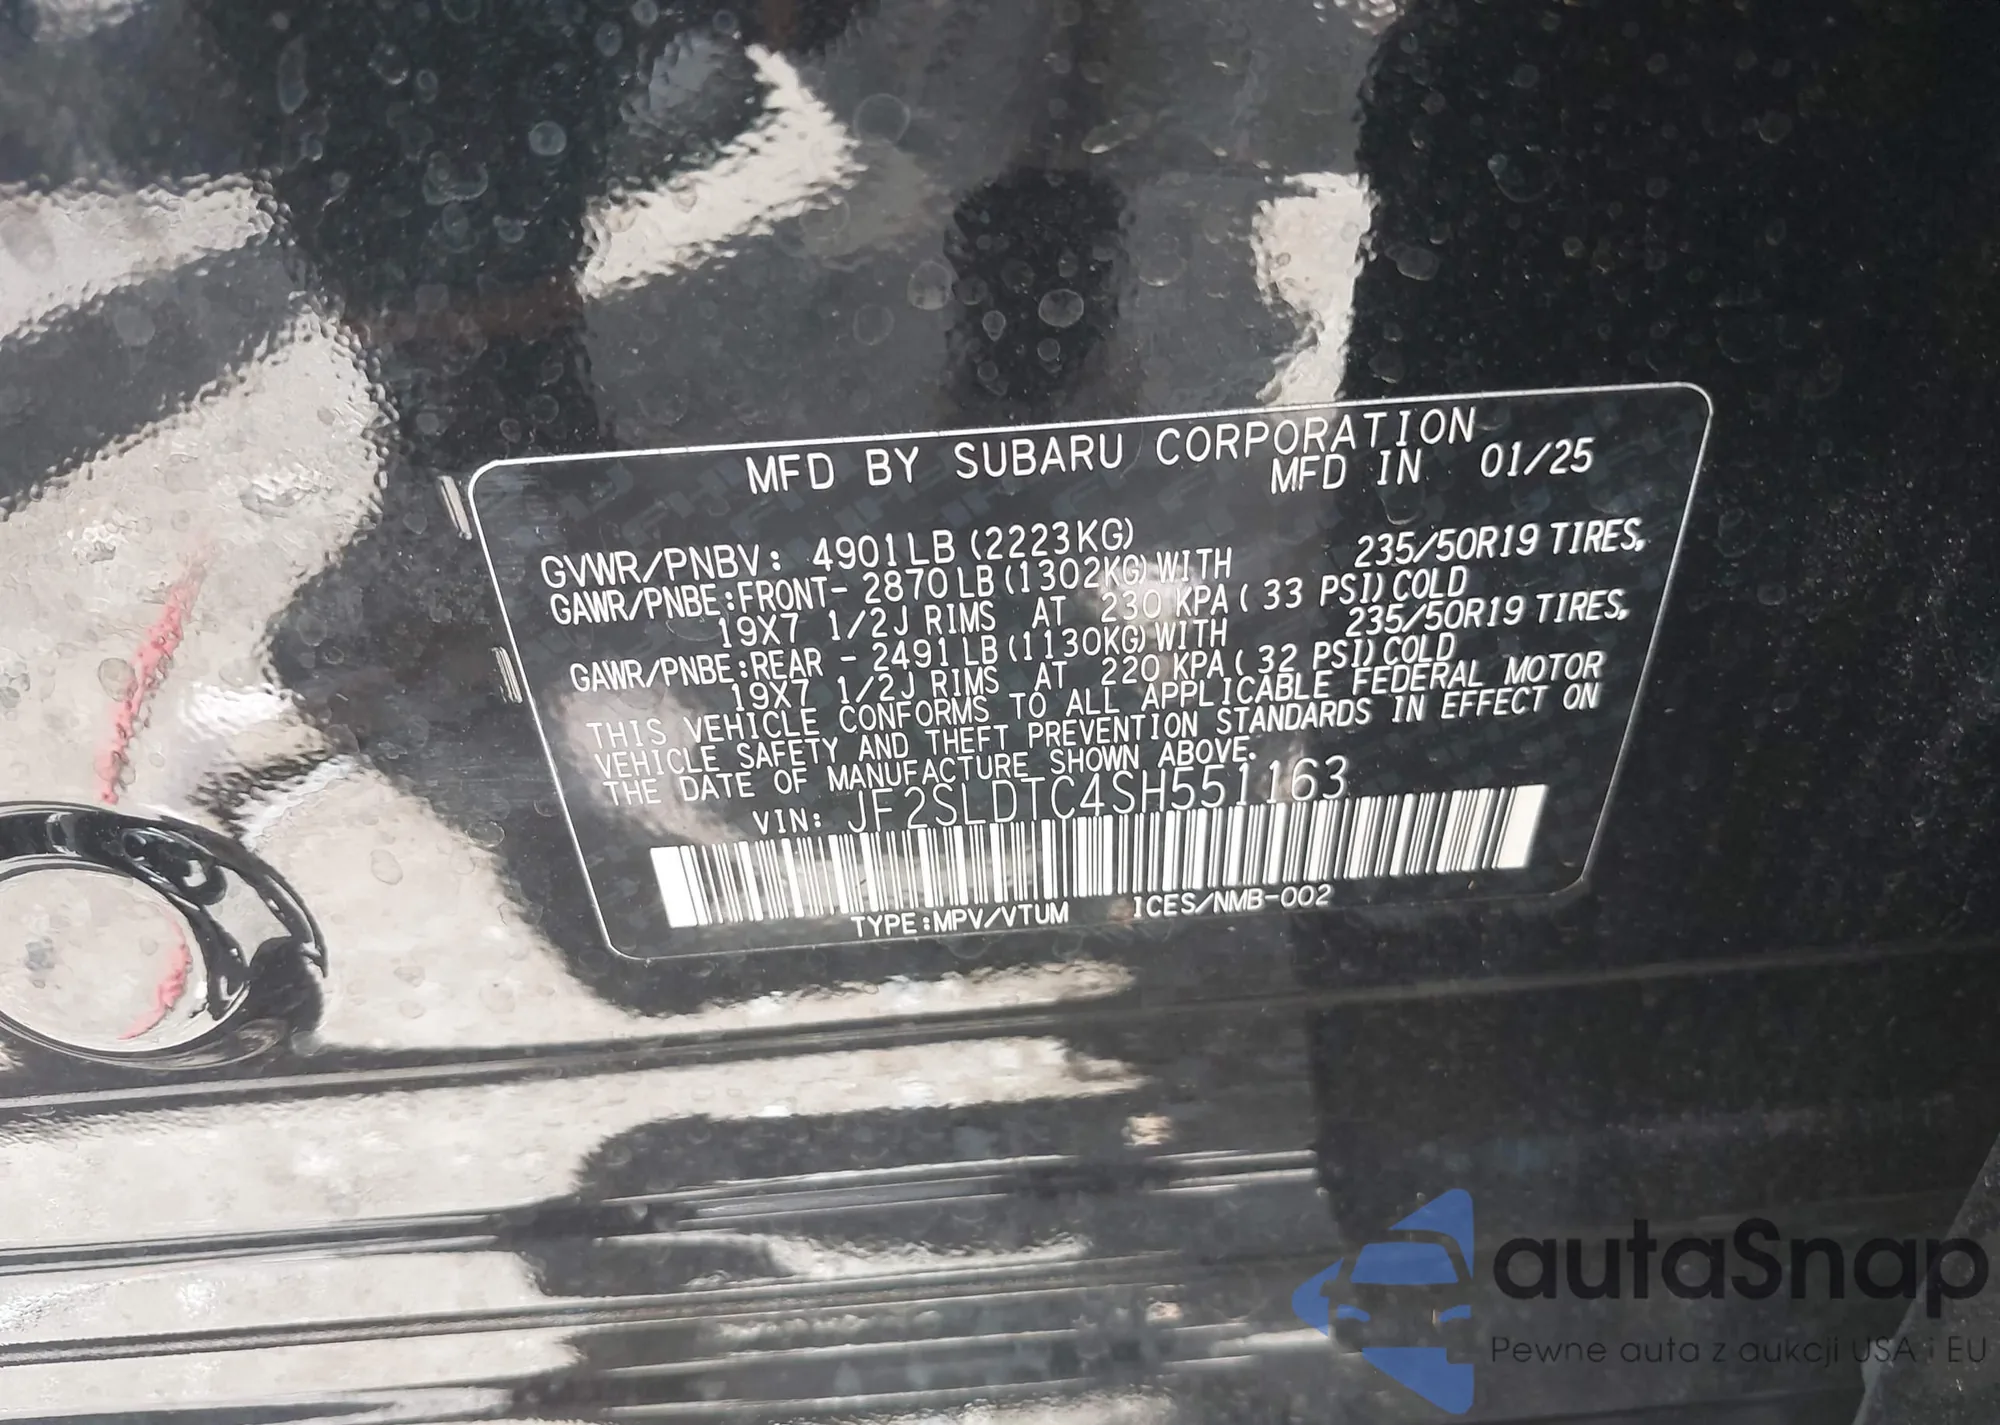 MFD BY SUBARU CORPORATION
MFD IN 01/25
GVWR/PNBV: 4901LB (2223KG)
GAWR/PNBE:FRONT- 2870 LB (1302KG) WITH 235/50R19 TIRES,
19X7 1/2J RIMS AT 230 KPA ( 33 PSI) COLD
GAWR/PNBE:REAR - 2491 LB (1130KG) WITH 235/50R19 TIRES,
19X7 1/2J RIMS AT 220 KPA ( 32 PSI) COLD
THIS VEHICLE CONFORMS TO ALL APPLICABLE FEDERAL MOTOR
VEHICLE SAFETY AND THEFT PREVENTION STANDARDS IN EFFECT ON
THE DATE OF MANUFACTURE SHOWN ABOVE.
VIN: JF2SLDTC4SH551163
TYPE:MPV/VTUM ICES/NMB-002
autaSnap
Pewne auta z aukcji USA i EU